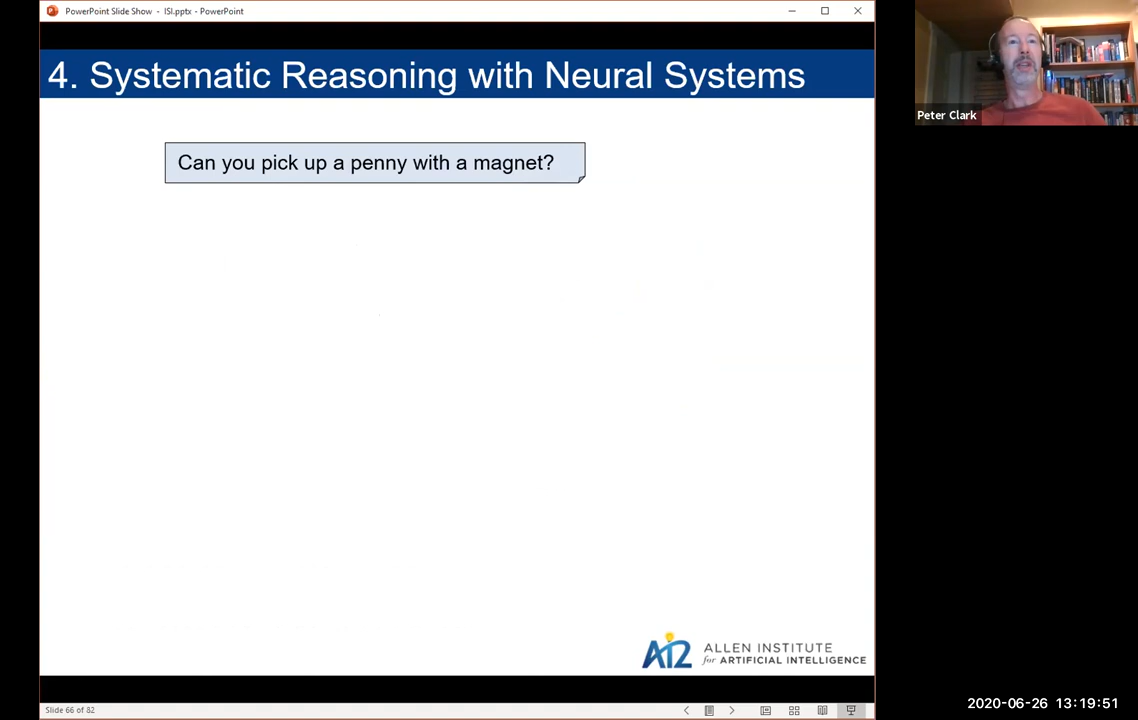 PowerPoint Slide Show - ISI.pptx - PowerPoint
4. Systematic Reasoning with Neural Systems
Can you pick up a penny with a magnet?
Peter Clark
AI2
ALLEN INSTITUTE
for ARTIFICIAL INTELLIGENCE
Slide 66 of 82
2020-06-26 13:19:51